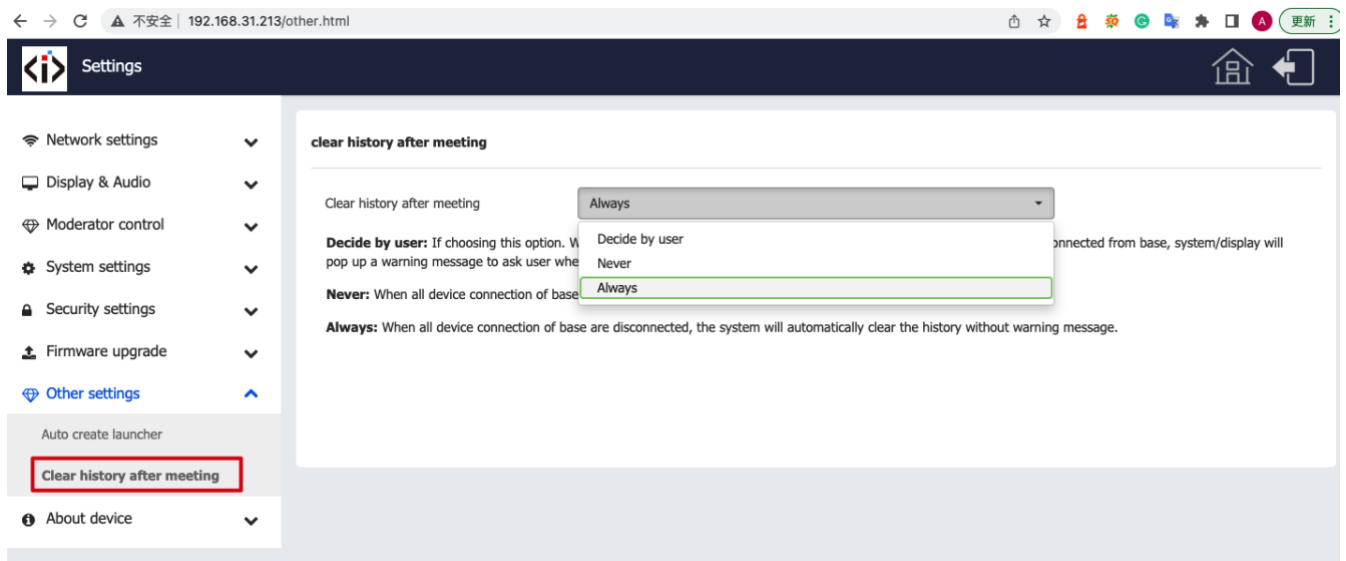 不安全 192.168.31.213/other.html
A
更新
<i> Settings
Network settings
Display & Audio
Moderator control
System settings
Security settings
Firmware upgrade
Other settings
Auto create launcher
Clear history after meeting
About device
clear history after meeting
Clear history after meeting Always
Decide by user
Never
Always
Decide by user: If choosing this option. W
onnected from base, system/display will
pop up a warning message to ask user whe
Never: When all device connection of base
Always: When all device connection of base are disconnected, the system will automatically clear the history without warning message.